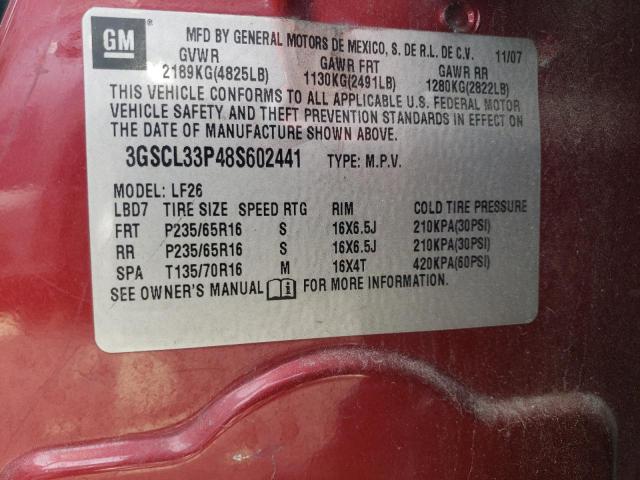 GM
MFD BY GENERAL MOTORS DE MEXICO, S. DE R.L. DE C.V. 11/07
GVWR GAWR FRT GAWR RR
2189KG(4825LB) 1130KG(2491LB) 1280KG(2822LB)
THIS VEHICLE CONFORMS TO ALL APPLICABLE U.S. FEDERAL MOTOR
VEHICLE SAFETY AND THEFT PREVENTION STANDARDS IN EFFECT ON
THE DATE OF MANUFACTURE SHOWN ABOVE.
3GSCL33P48S602441 TYPE: M.P.V.
MODEL: LF26
LBD7 TIRE SIZE SPEED RTG RIM COLD TIRE PRESSURE
FRT P235/65R16 S 16X6.5J 210KPA(30PSI)
RR P235/65R16 S 16X6.5J 210KPA(30PSI)
SPA T135/70R16 M 16X4T 420KPA(60PSI)
SEE OWNER'S MANUAL FOR MORE INFORMATION.